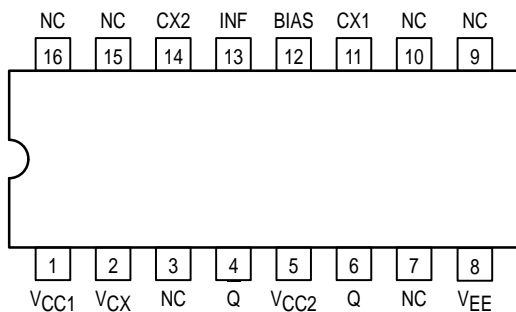 NC NC CX2 INF BIAS CX1 NC NC
16 15 14 13 12 11 10 9
1 2 3 4 5 6 7 8
VCC1 VCX NC Q̅ VCC2 Q NC VEE